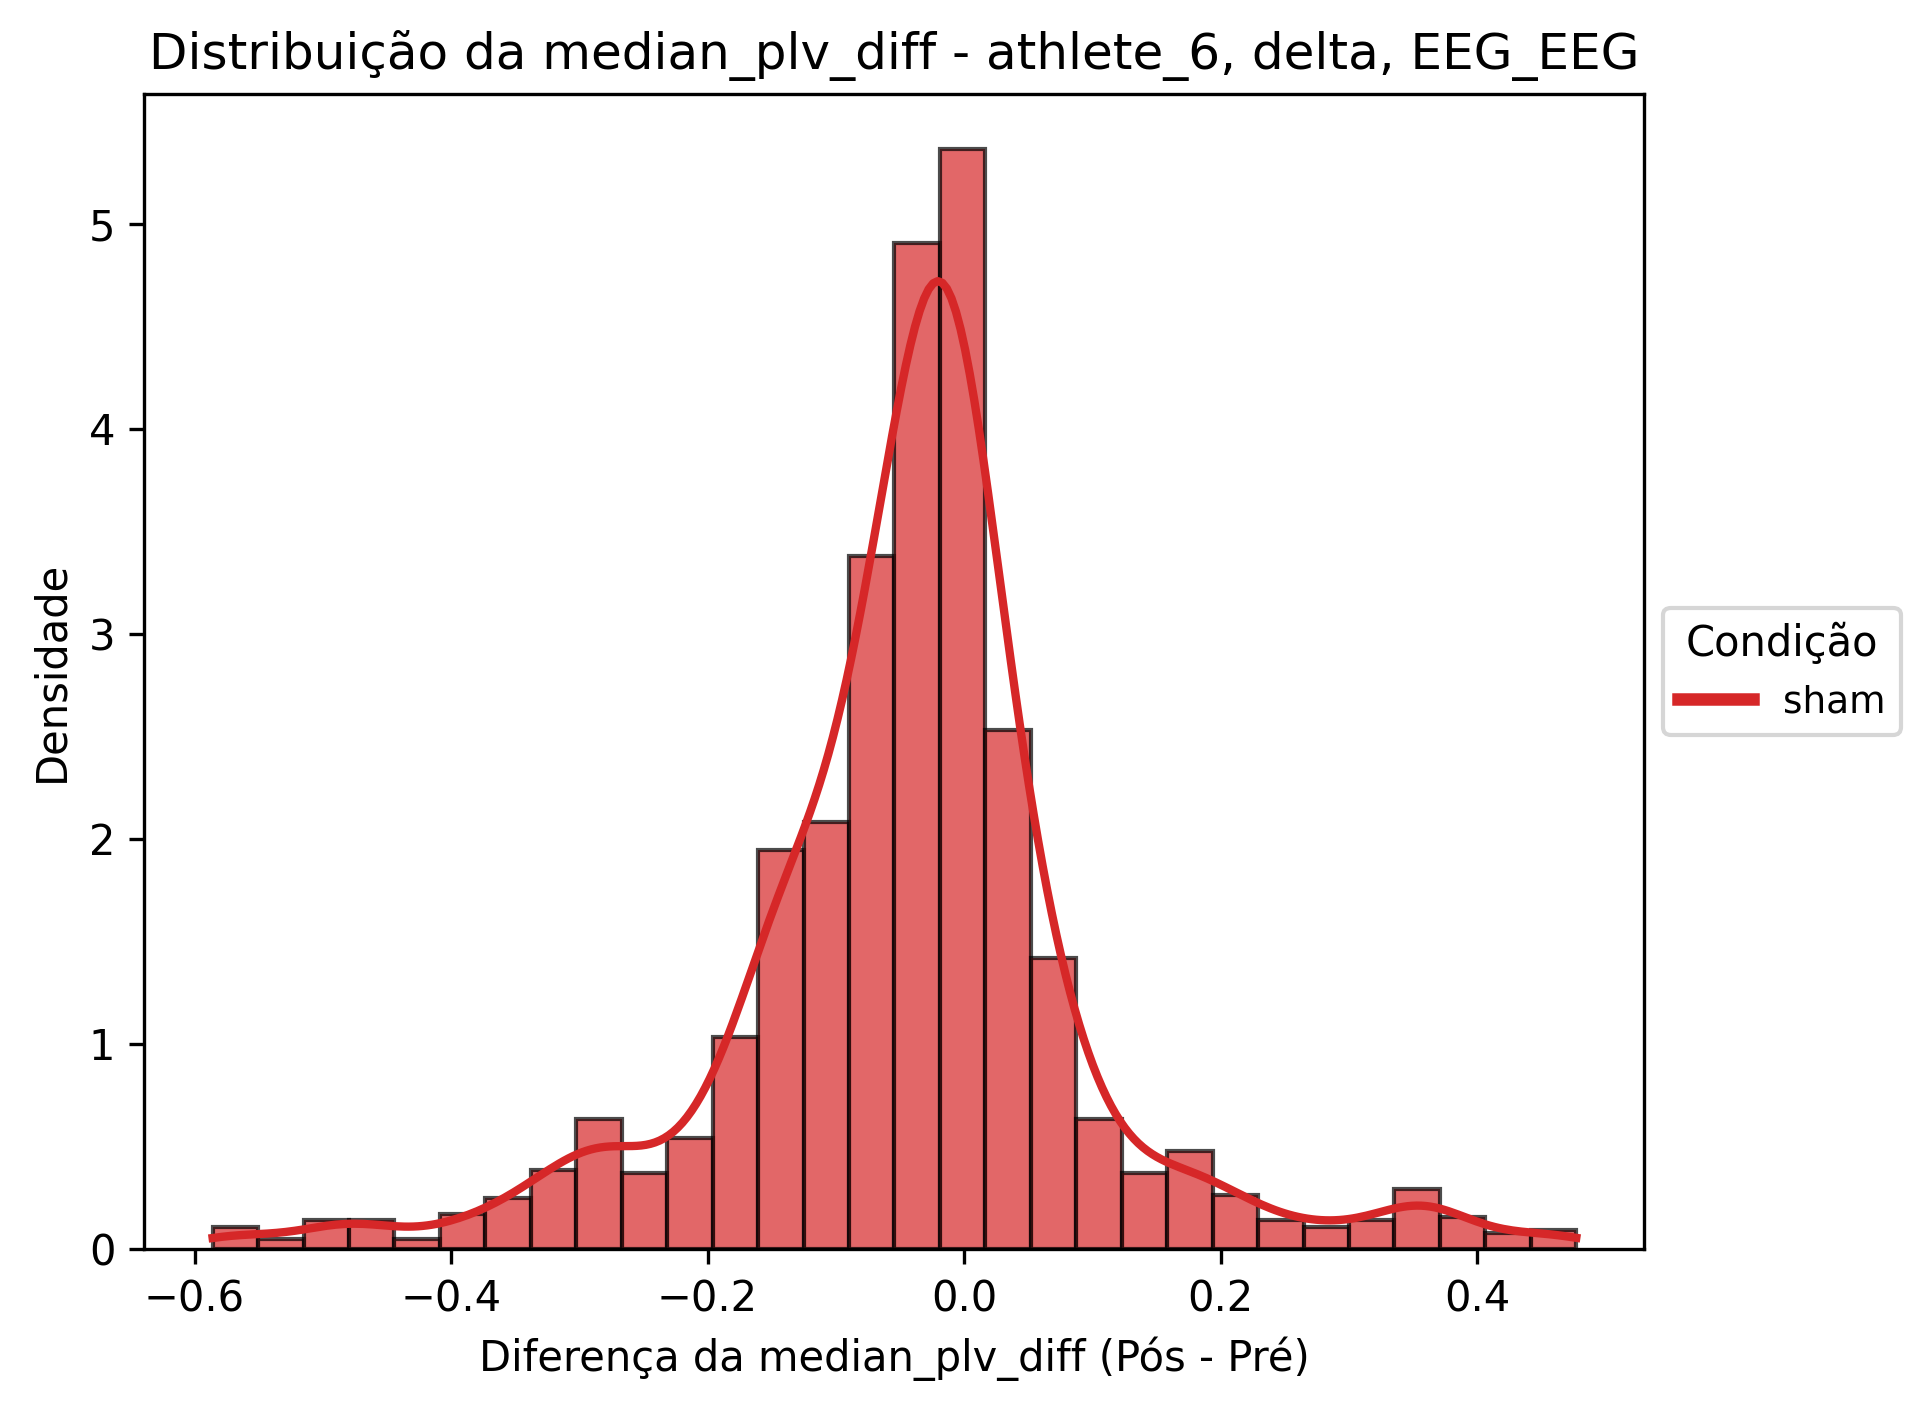 Distribuição da median_plv_diff - athlete_6, delta, EEG_EEG
Densidade
5
4
3
2
1
0
−0.6
−0.4
−0.2
0.0
0.2
0.4
Diferença da median_plv_diff (Pós - Pré)
Condição
sham